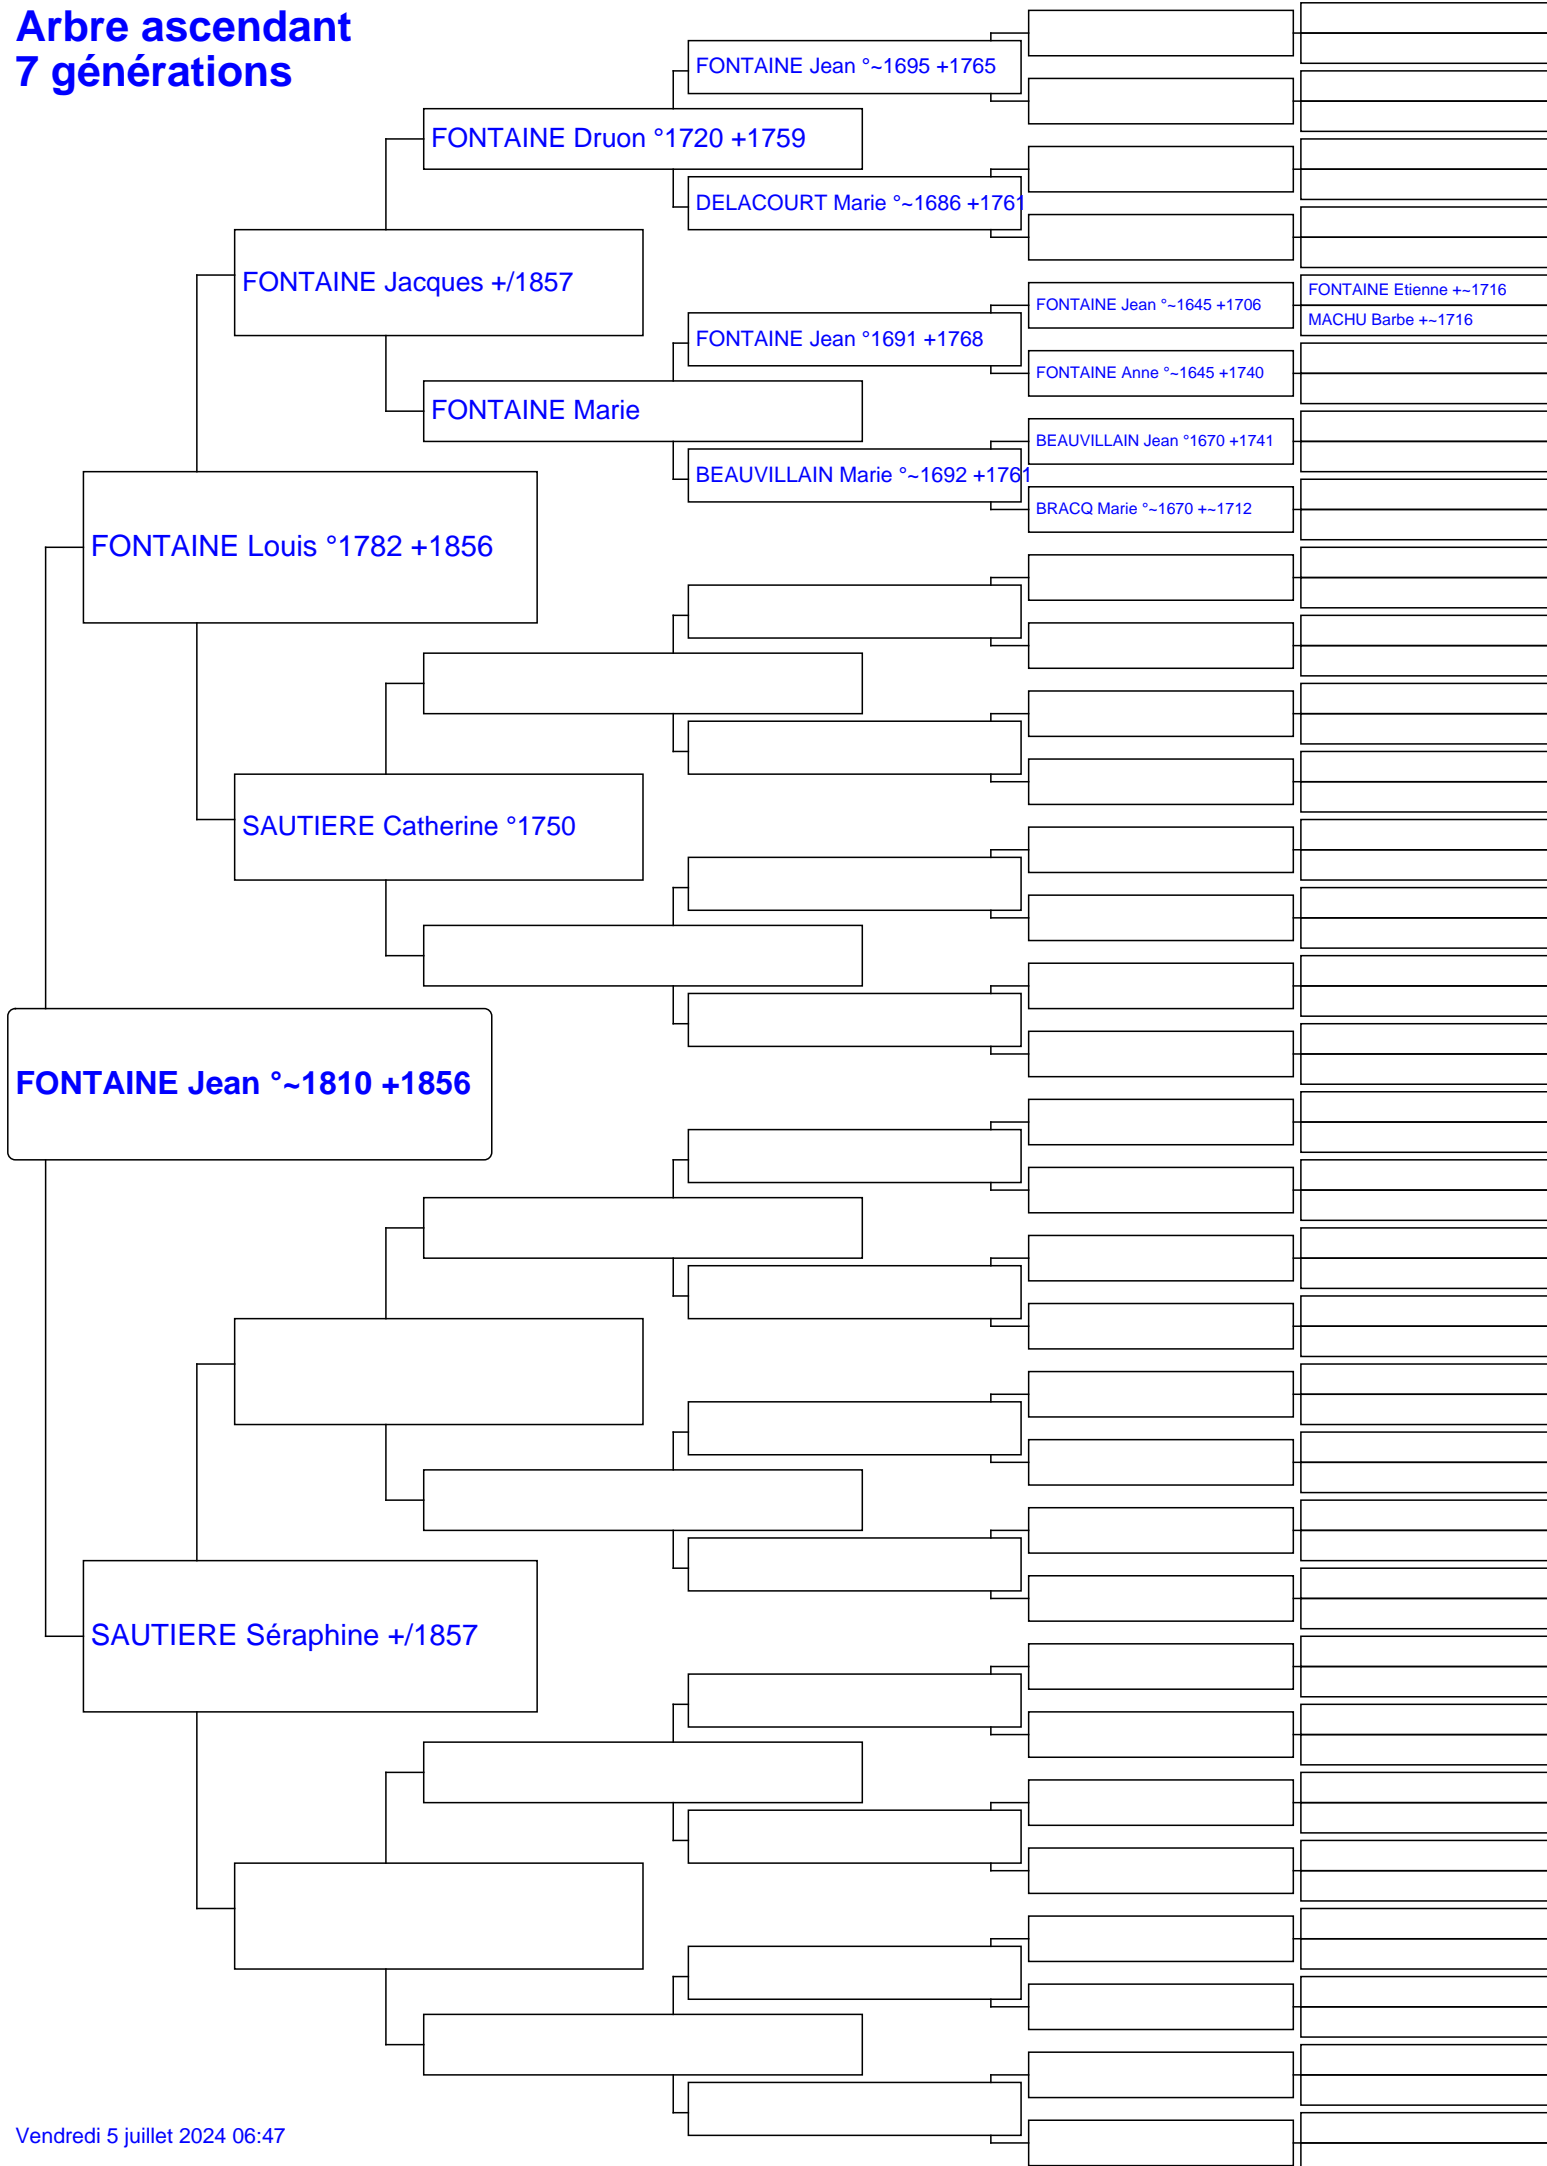 Arbre ascendant
7 générations
FONTAINE Jean °~1695 +1765
FONTAINE Druon °1720 +1759
DELACOURT Marie °~1686 +1761
FONTAINE Jacques +/1857
FONTAINE Etienne +~1716
FONTAINE Jean °~1645 +1706
MACHU Barbe +~1716
FONTAINE Jean °1691 +1768
FONTAINE Anne °~1645 +1740
FONTAINE Marie
BEAUVILLAIN Jean °1670 +1741
BEAUVILLAIN Marie °~1692 +1761
BRACQ Marie °~1670 +~1712
FONTAINE Louis °1782 +1856
SAUTIERE Catherine °1750
FONTAINE Jean °~1810 +1856
SAUTIERE Séraphine +/1857
Vendredi 5 juillet 2024 06:47